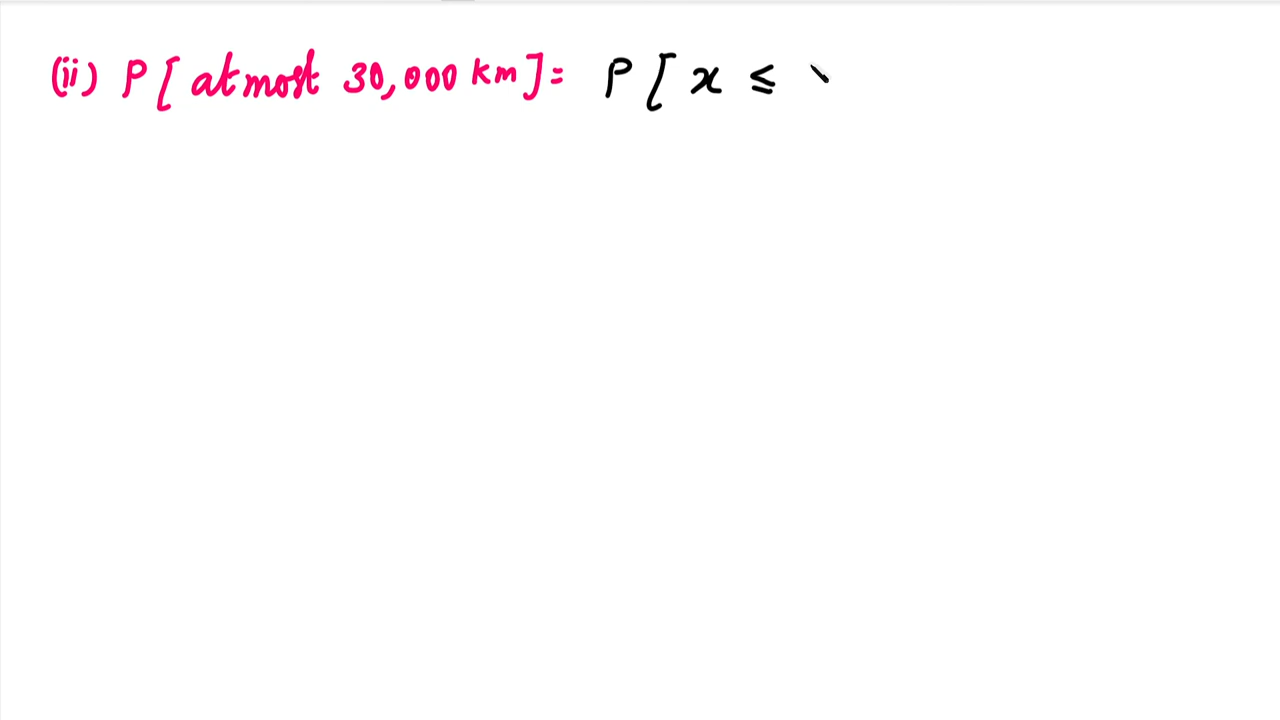 (ii) P[atmost 30,000 km]= P[x ≤